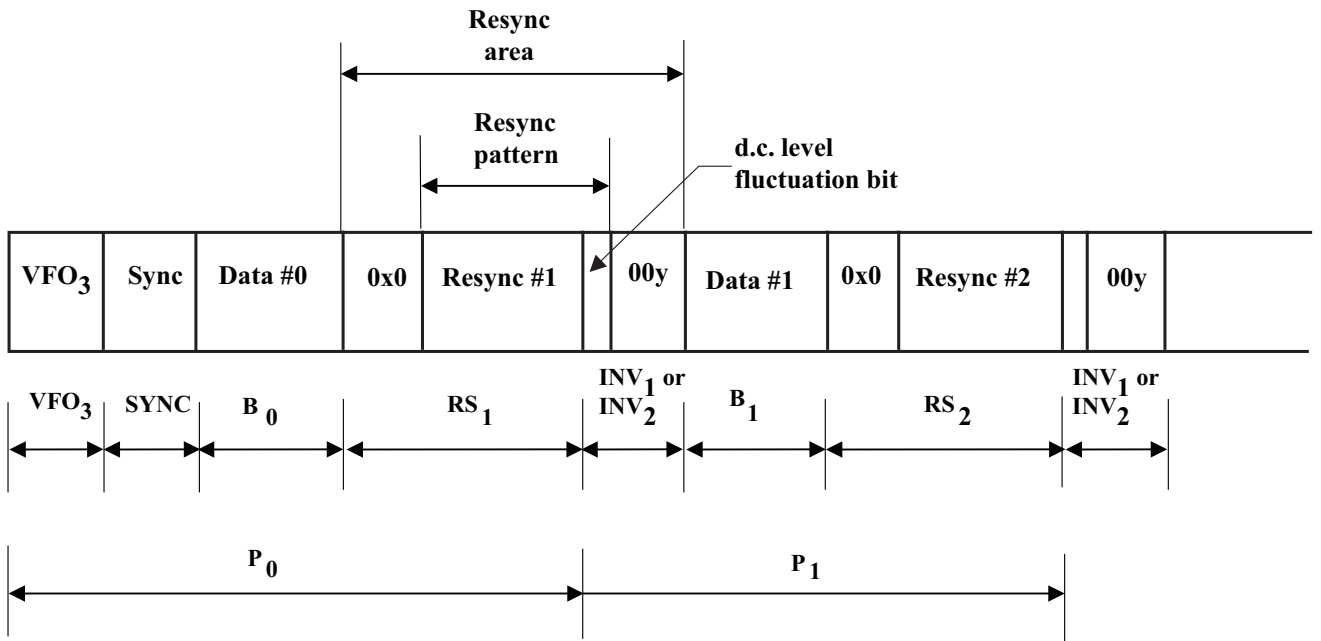 Resync
area
Resync
pattern
d.c. level
fluctuation bit
VFO3 Sync Data #0 0x0 Resync #1 00y Data #1 0x0 Resync #2 00y
VFO3 SYNC B0 RS1 INV1 or
INV2 B1 RS2 INV1 or
INV2
P0 P1